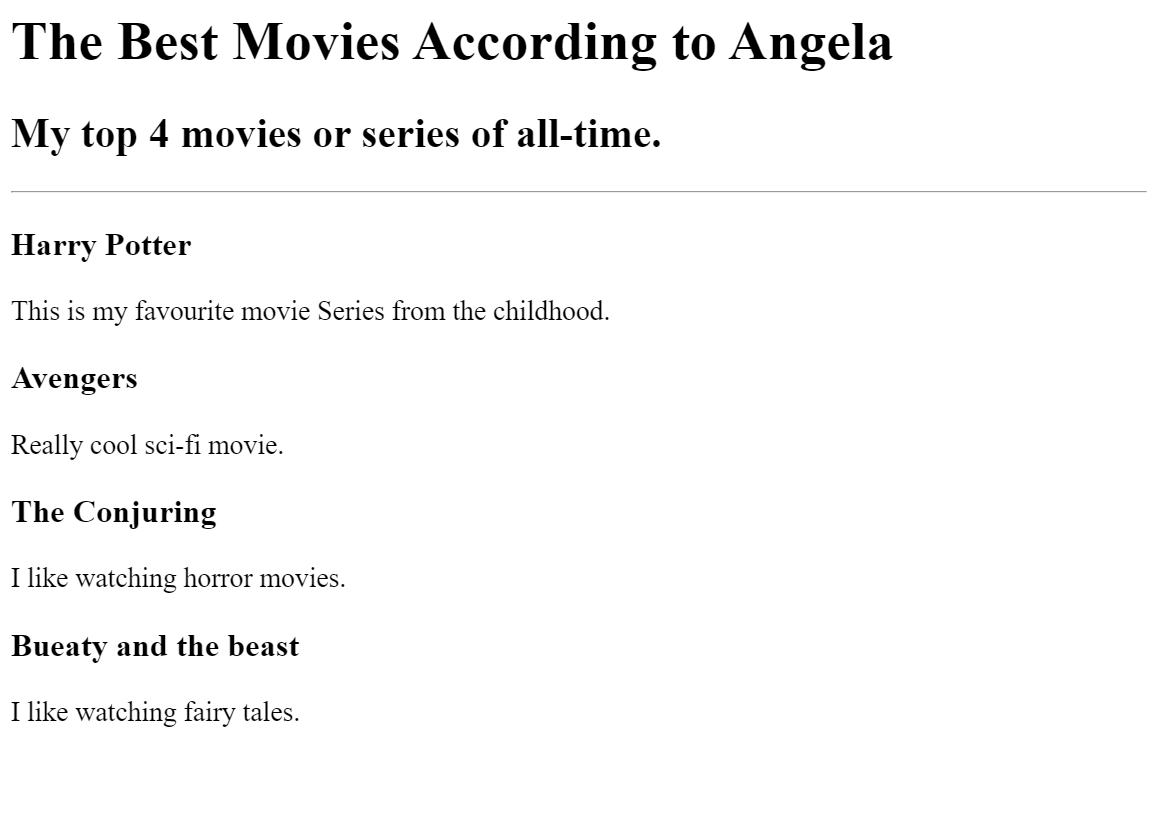 The Best Movies According to Angela
My top 4 movies or series of all-time.
Harry Potter
This is my favourite movie Series from the childhood.
Avengers
Really cool sci-fi movie.
The Conjuring
I like watching horror movies.
Bueaty and the beast
I like watching fairy tales.